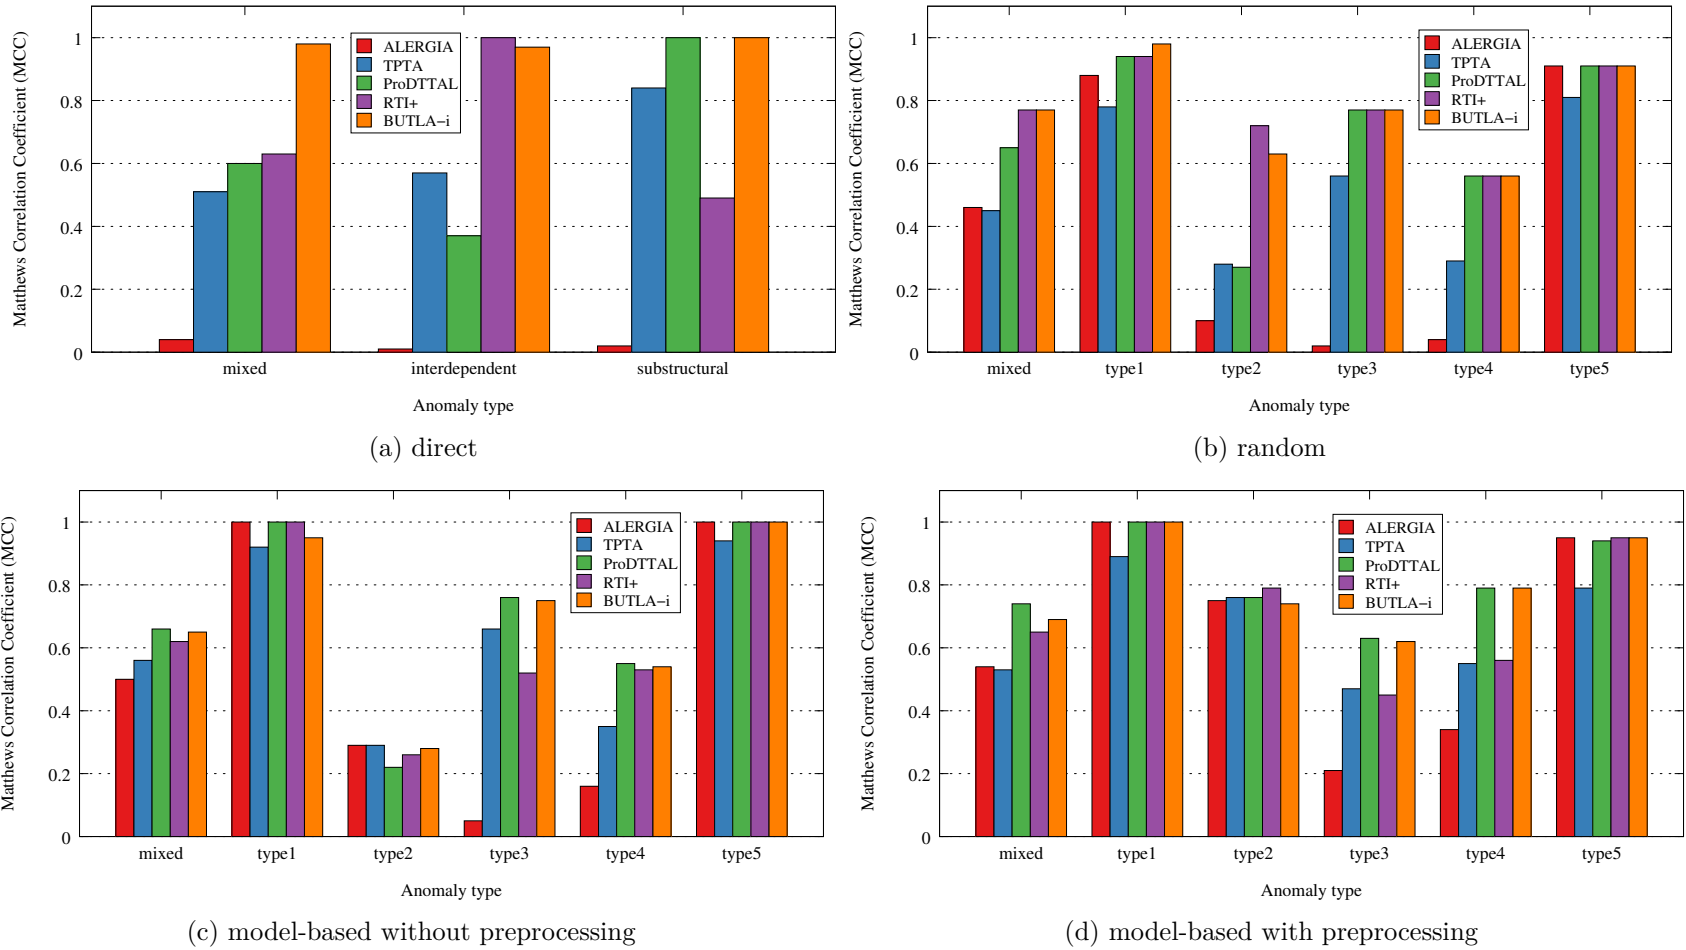 Matthews Correlation Coefficient (MCC)
1
0.8
0.6
0.4
0.2
0
ALERGIA
TPTA
ProDTTAL
RTI+
BUTLA−i
mixed
interdependent
substructural
Anomaly type
(a) direct
Matthews Correlation Coefficient (MCC)
1
0.8
0.6
0.4
0.2
0
ALERGIA
TPTA
ProDTTAL
RTI+
BUTLA−i
mixed
type1
type2
type3
type4
type5
Anomaly type
(b) random
Matthews Correlation Coefficient (MCC)
1
0.8
0.6
0.4
0.2
0
ALERGIA
TPTA
ProDTTAL
RTI+
BUTLA−i
mixed
type1
type2
type3
type4
type5
Anomaly type
(c) model-based without preprocessing
Matthews Correlation Coefficient (MCC)
1
0.8
0.6
0.4
0.2
0
ALERGIA
TPTA
ProDTTAL
RTI+
BUTLA−i
mixed
type1
type2
type3
type4
type5
Anomaly type
(d) model-based with preprocessing